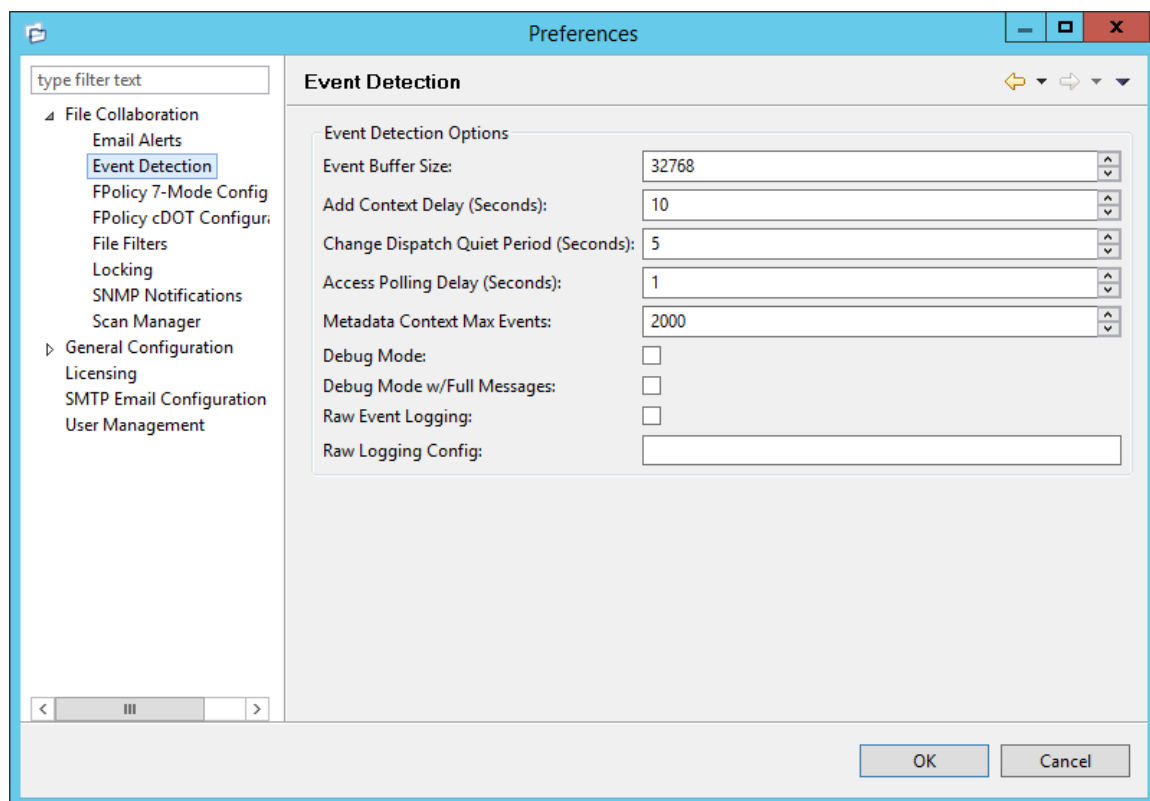 Preferences
type filter text
File Collaboration
Email Alerts
Event Detection
FPolicy 7-Mode Config
FPolicy cDOT Configura
File Filters
Locking
SNMP Notifications
Scan Manager
General Configuration
Licensing
SMTP Email Configuration
User Management
Event Detection
Event Detection Options
Event Buffer Size: 32768
Add Context Delay (Seconds): 10
Change Dispatch Quiet Period (Seconds): 5
Access Polling Delay (Seconds): 1
Metadata Context Max Events: 2000
Debug Mode:
Debug Mode w/Full Messages:
Raw Event Logging:
Raw Logging Config:
OK Cancel